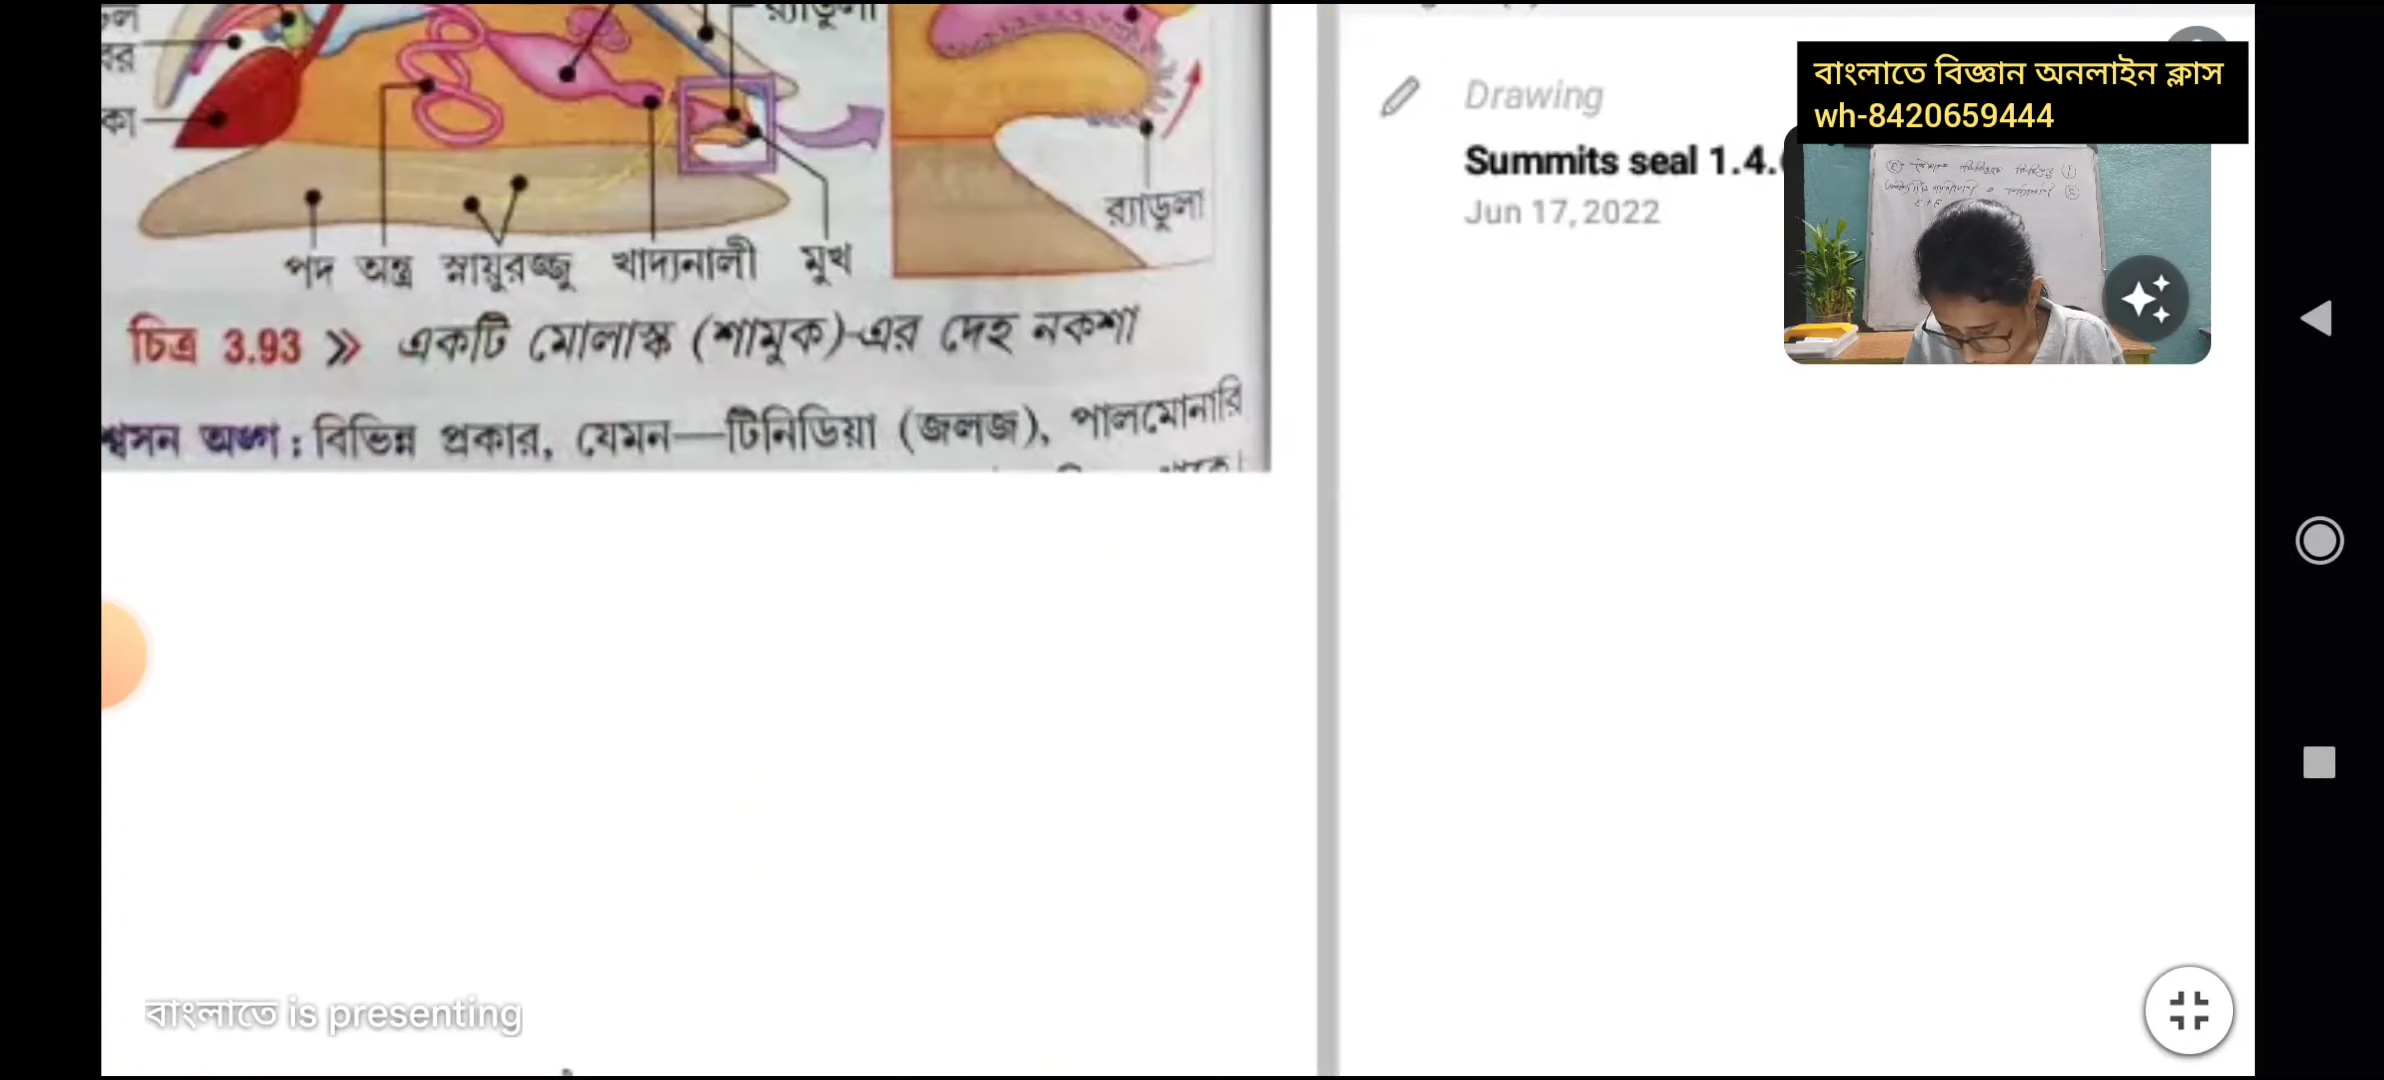 র‍্যাডুলা
কা
র‍্যাডুলা
পদ অন্ত্র স্নায়ুরজ্জু খাদ্যনালী মুখ
চিত্র 3.93 » একটি মোলাস্ক (শামুক)-এর দেহ নকশা
শ্বসন অঙ্গ : বিভিন্ন প্রকার, যেমন—টিনিডিয়া (জলজ), পালমোনারি
Drawing
Summits seal 1.4.
Jun 17, 2022
বাংলাতে বিজ্ঞান অনলাইন ক্লাস
wh-8420659444
বাংলাতে is presenting